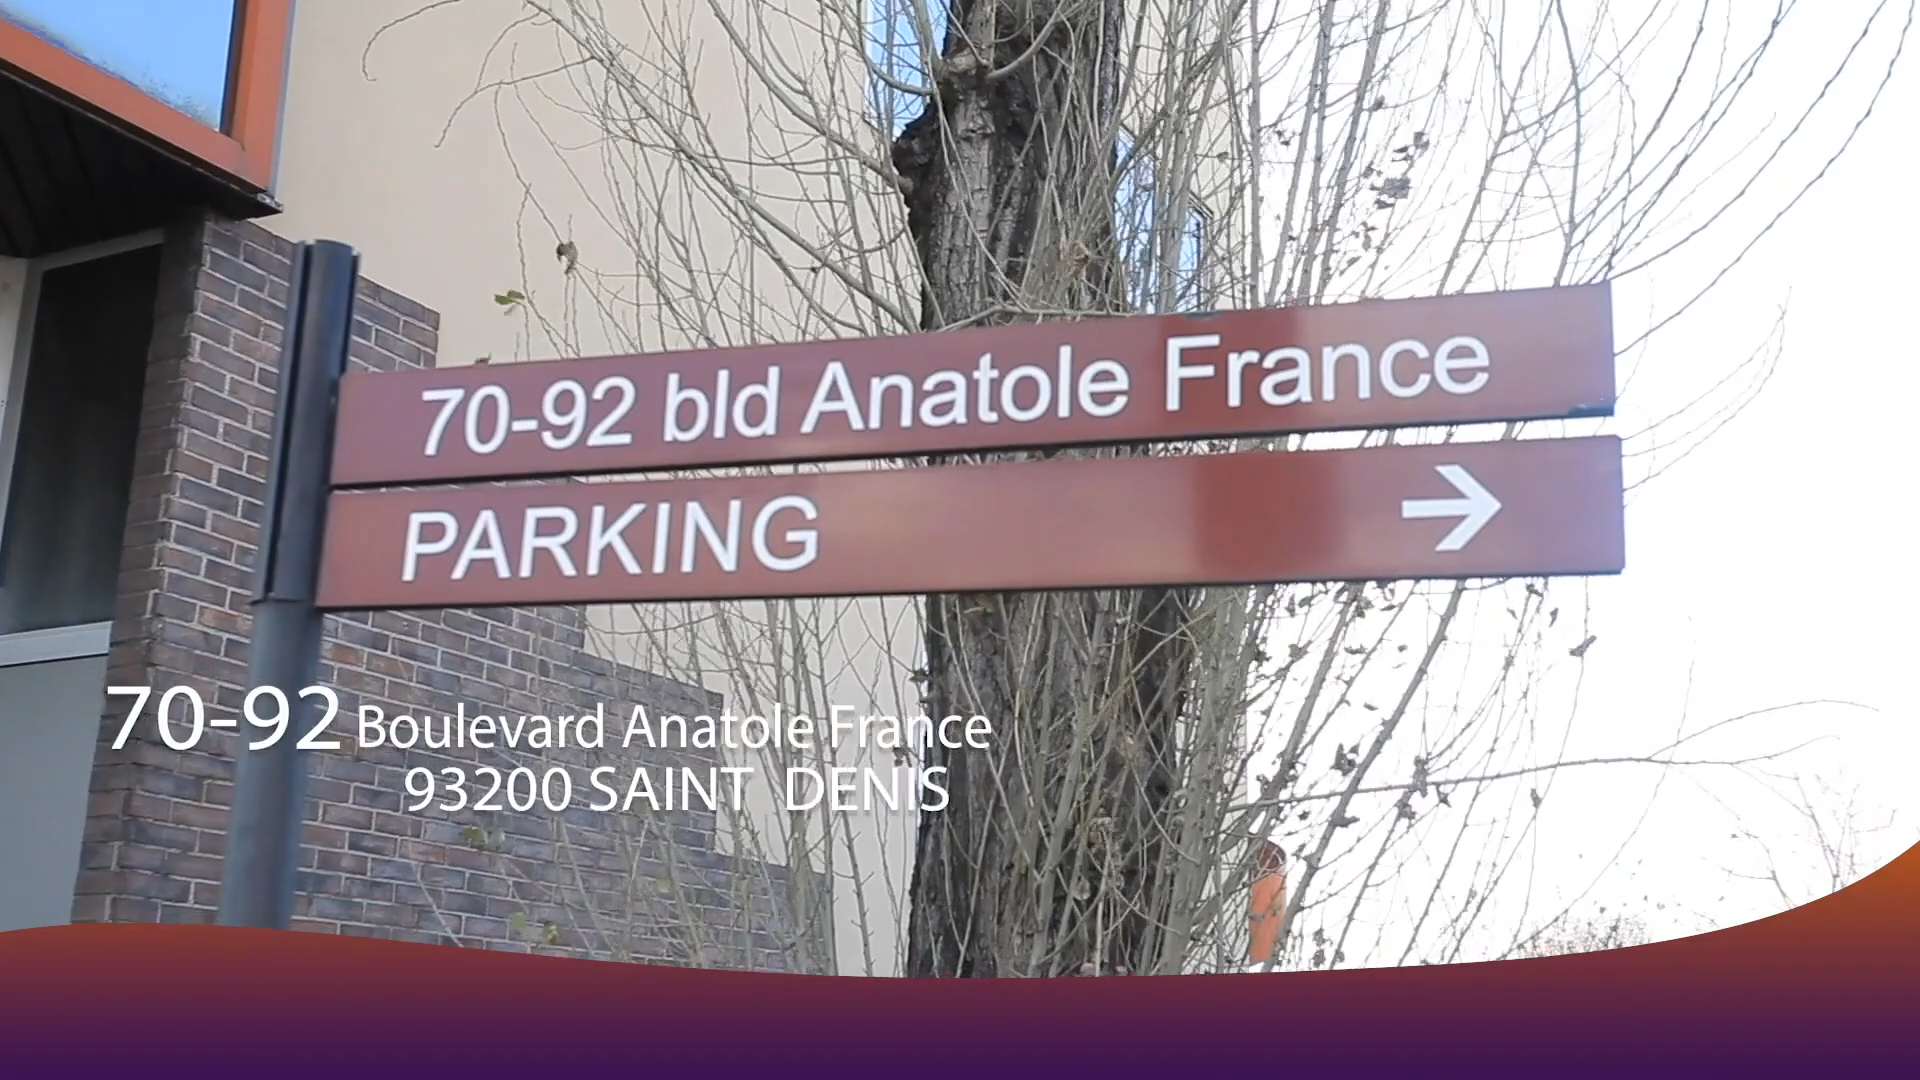 70-92 bld Anatole France
PARKING →
70-92 Boulevard Anatole France
93200 SAINT DENIS